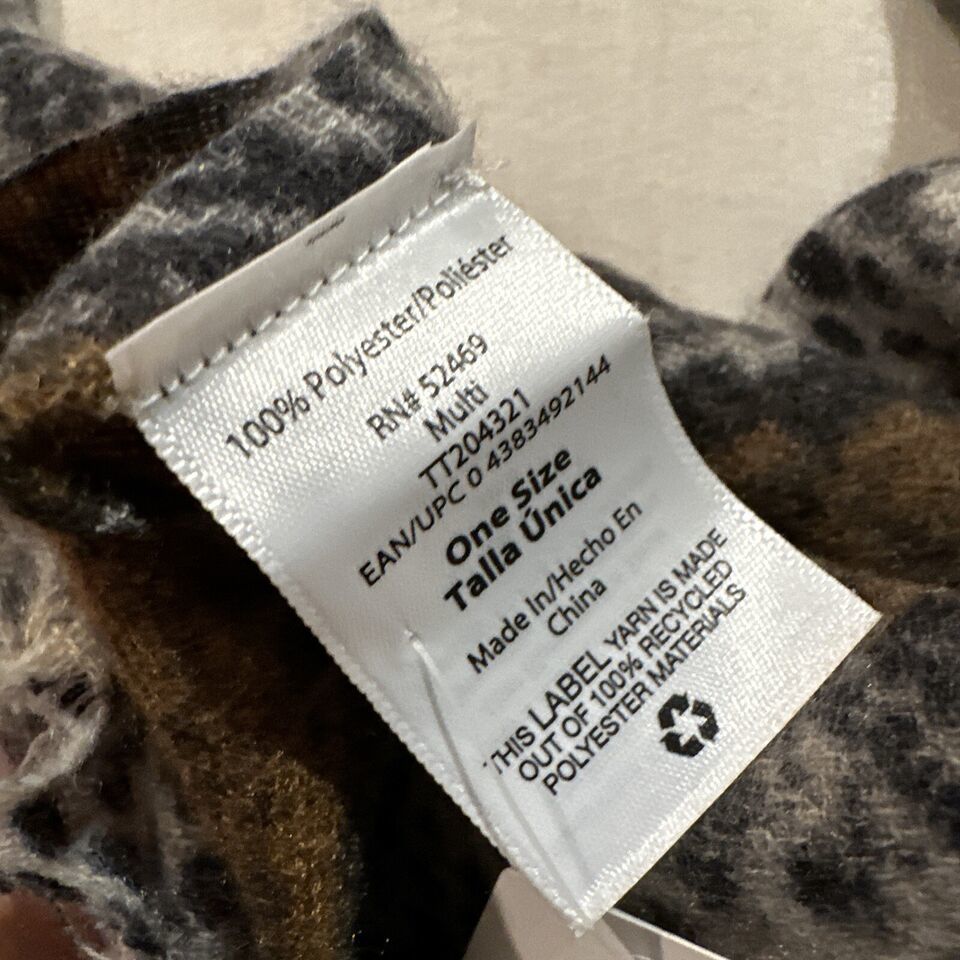 100% Polyester/Poliéster
RN# 52469
Multi
TT204321
EAN/UPC 0 4383492144
One Size
Talla Única
Made In/Hecho En
China
THIS LABEL YARN IS MADE
OUT OF 100% RECYCLED
POLYESTER MATERIALS